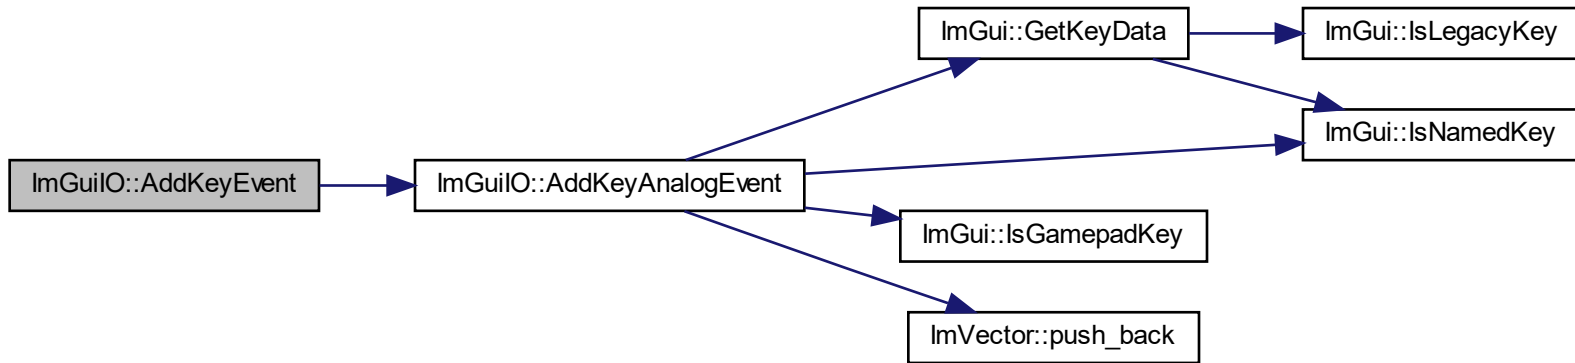 ImGui::GetKeyData
ImGui::IsLegacyKey
ImGui::IsNamedKey
ImGuiIO::AddKeyEvent
ImGuiIO::AddKeyAnalogEvent
ImGui::IsGamepadKey
ImVector::push_back